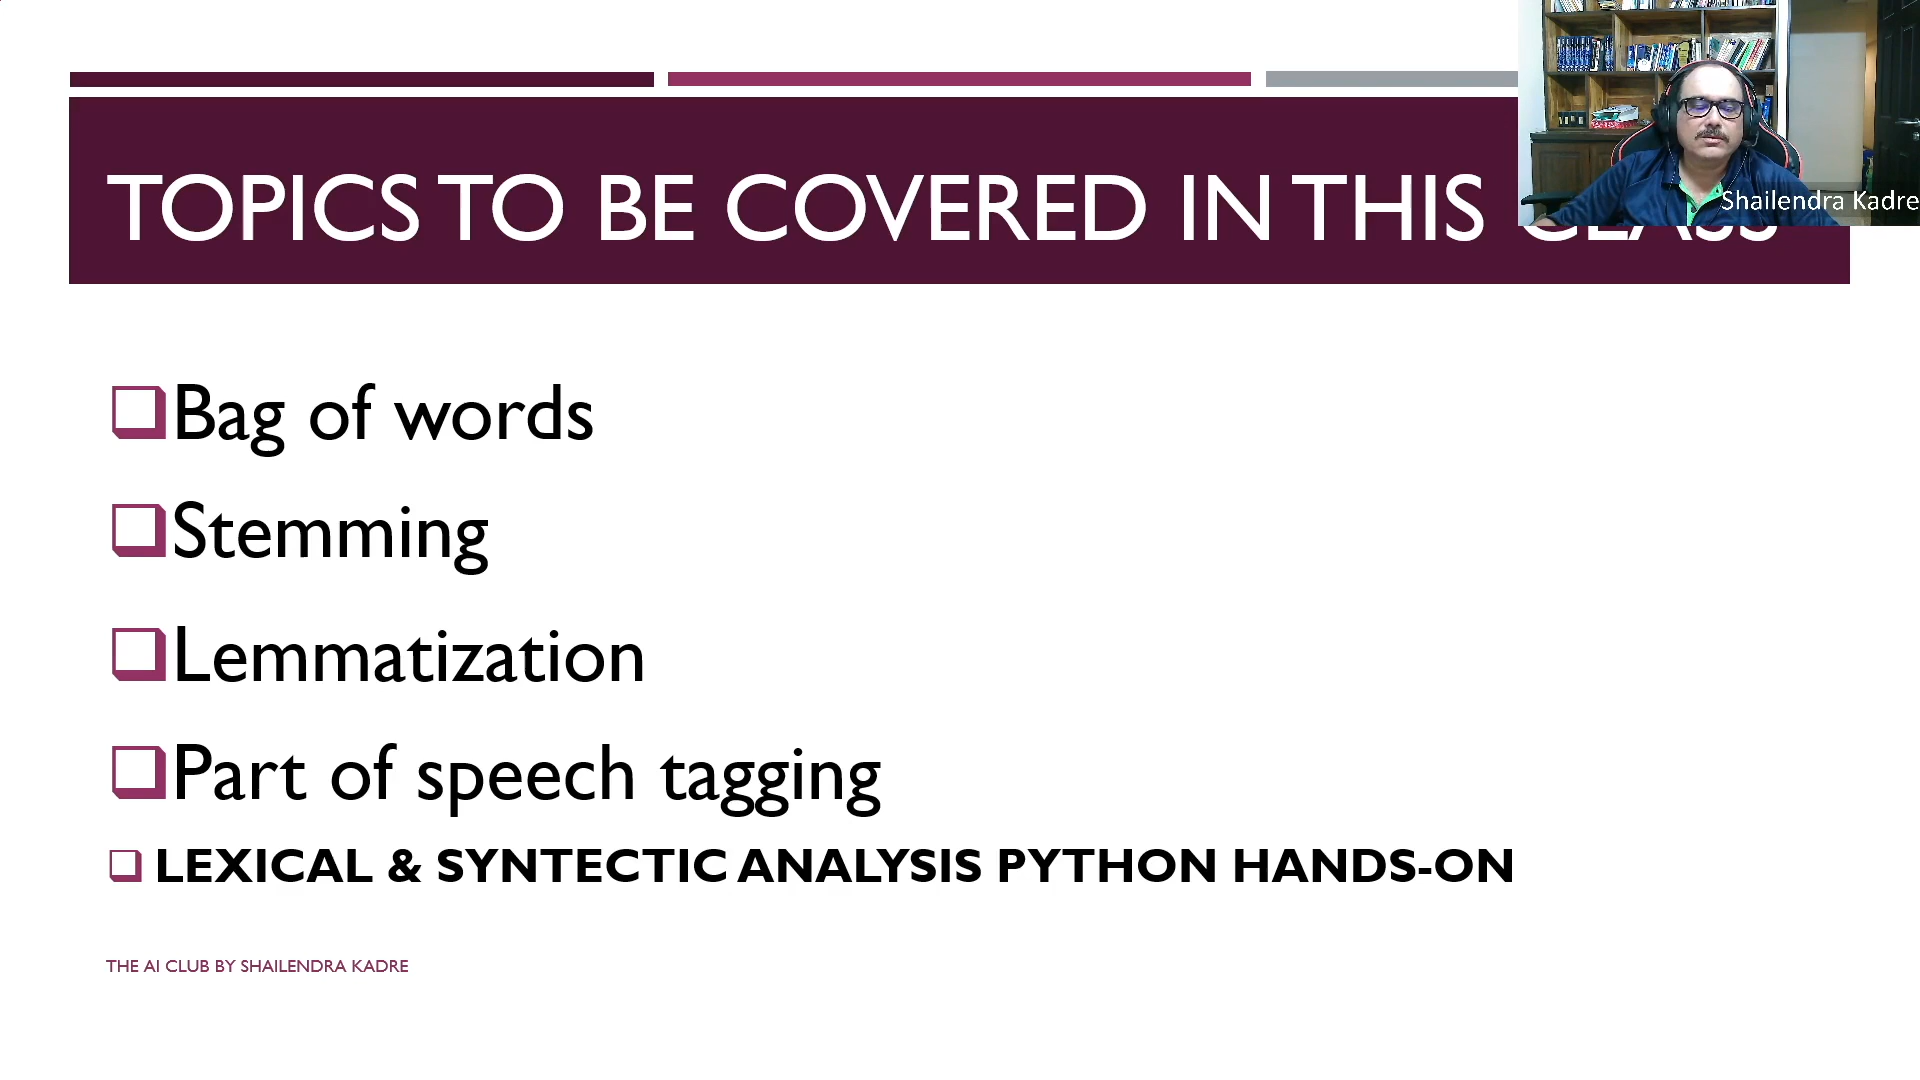 TOPICS TO BE COVERED IN THIS CLASS
Shailendra Kadre
Bag of words
Stemming
Lemmatization
Part of speech tagging
LEXICAL & SYNTECTIC ANALYSIS PYTHON HANDS-ON
THE AI CLUB BY SHAILENDRA KADRE